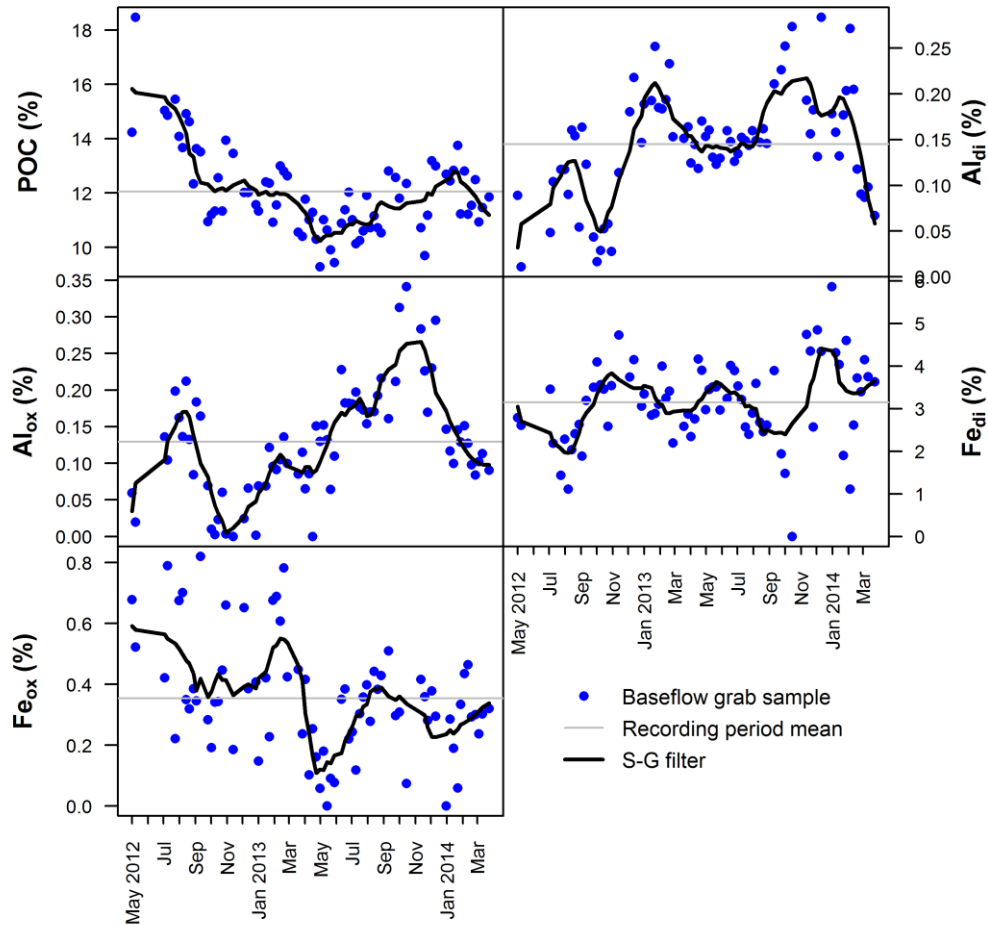 POC (%)
18
16
14
12
10
0.25
0.20
0.15
0.10
0.05
0.00
Al_di (%)
Al_ox (%)
0.35
0.30
0.25
0.20
0.15
0.10
0.05
0.00
6
5
4
3
2
1
0
Fe_di (%)
Fe_ox (%)
0.8
0.6
0.4
0.2
0.0
May 2012
Jul
Sep
Nov
Jan 2013
Mar
May
Jul
Sep
Nov
Jan 2014
Mar
Baseflow grab sample
Recording period mean
S-G filter
May 2012
Jul
Sep
Nov
Jan 2013
Mar
May
Jul
Sep
Nov
Jan 2014
Mar